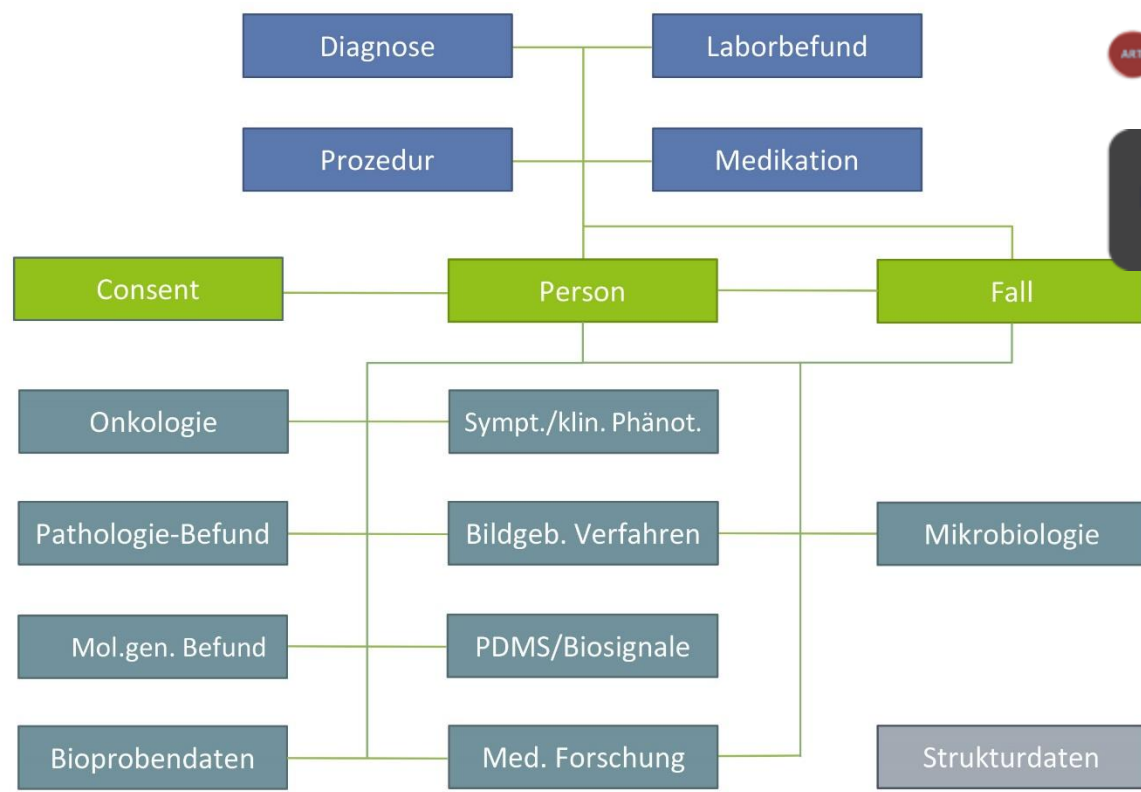 Diagnose
Laborbefund
ART
Prozedur
Medikation
Consent
Person
Fall
Onkologie
Sympt./klin. Phänot.
Pathologie-Befund
Bildgeb. Verfahren
Mikrobiologie
Mol.gen. Befund
PDMS/Biosignale
Bioprobendaten
Med. Forschung
Strukturdaten